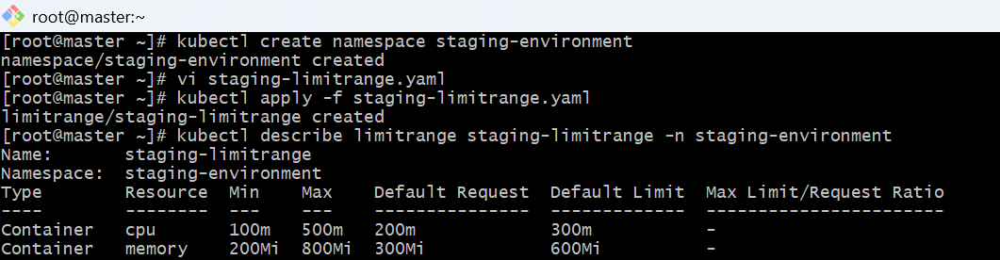 root@master:~
[root@master ~]# kubectl create namespace staging-environment
namespace/staging-environment created
[root@master ~]# vi staging-limitrange.yaml
[root@master ~]# kubectl apply -f staging-limitrange.yaml
limitrange/staging-limitrange created
[root@master ~]# kubectl describe limitrange staging-limitrange -n staging-environment
Name:       staging-limitrange
Namespace:  staging-environment
Type       Resource  Min    Max    Default Request  Default Limit  Max Limit/Request Ratio
----       --------  ---    ---    ---------------  -------------  -----------------------
Container  cpu       100m   500m   200m             300m           -
Container  memory    200Mi  800Mi  300Mi            600Mi          -